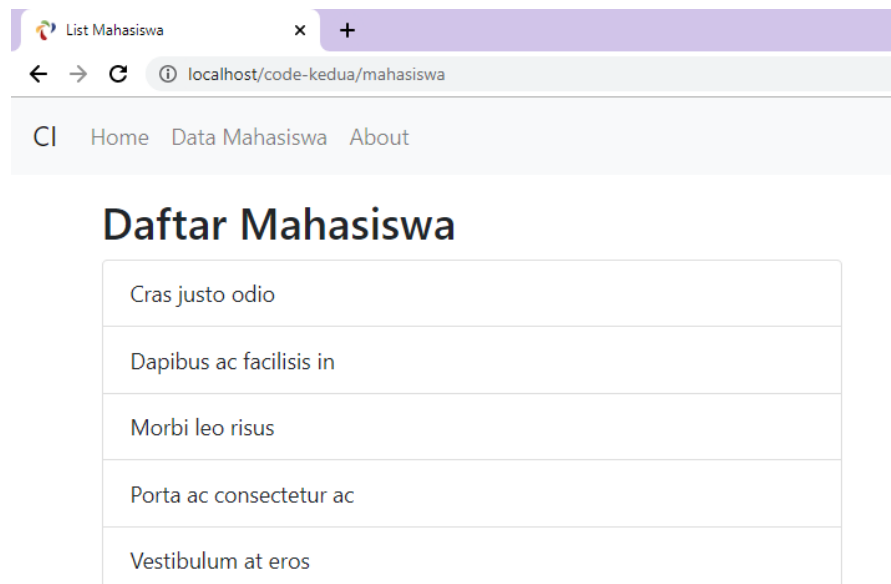 List Mahasiswa
localhost/code-kedua/mahasiswa
CI Home Data Mahasiswa About
Daftar Mahasiswa
Cras justo odio
Dapibus ac facilisis in
Morbi leo risus
Porta ac consectetur ac
Vestibulum at eros